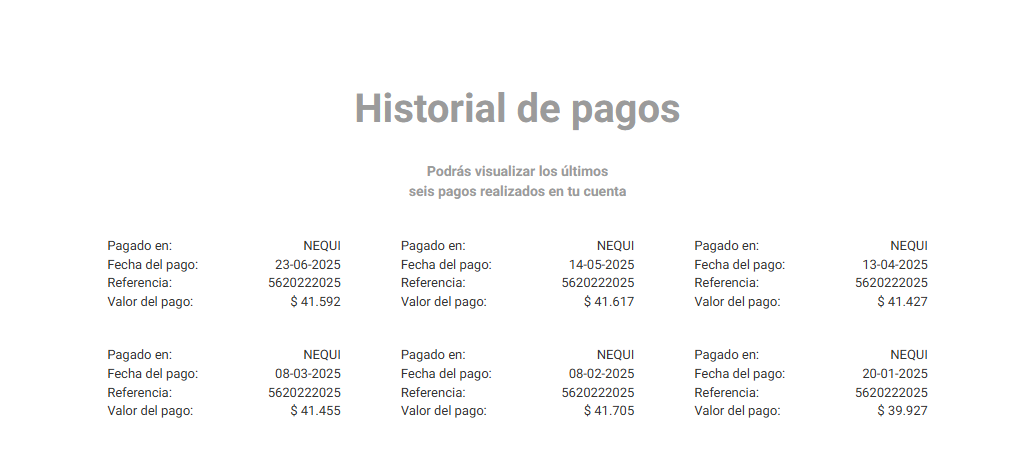 Historial de pagos
Podrás visualizar los últimos
seis pagos realizados en tu cuenta
Pagado en: NEQUI
Fecha del pago: 23-06-2025
Referencia: 5620222025
Valor del pago: $ 41.592
Pagado en: NEQUI
Fecha del pago: 14-05-2025
Referencia: 5620222025
Valor del pago: $ 41.617
Pagado en: NEQUI
Fecha del pago: 13-04-2025
Referencia: 5620222025
Valor del pago: $ 41.427
Pagado en: NEQUI
Fecha del pago: 08-03-2025
Referencia: 5620222025
Valor del pago: $ 41.455
Pagado en: NEQUI
Fecha del pago: 08-02-2025
Referencia: 5620222025
Valor del pago: $ 41.705
Pagado en: NEQUI
Fecha del pago: 20-01-2025
Referencia: 5620222025
Valor del pago: $ 39.927